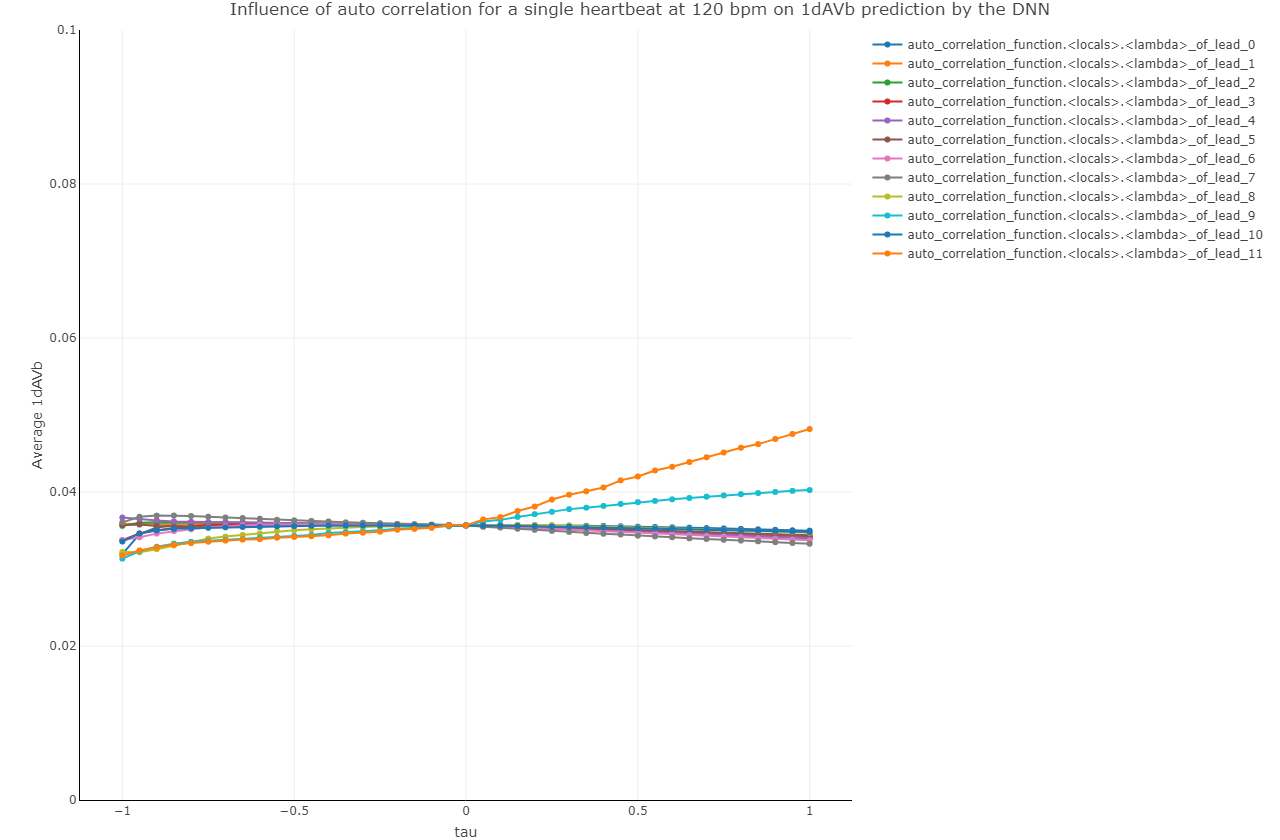 Influence of auto correlation for a single heartbeat at 120 bpm on 1dAVb prediction by the DNN
0.1
0.08
0.06
0.04
0.02
0
Average 1dAVb
−1
−0.5
0
0.5
1
tau
auto_correlation_function.<locals>.<lambda>_of_lead_0
auto_correlation_function.<locals>.<lambda>_of_lead_1
auto_correlation_function.<locals>.<lambda>_of_lead_2
auto_correlation_function.<locals>.<lambda>_of_lead_3
auto_correlation_function.<locals>.<lambda>_of_lead_4
auto_correlation_function.<locals>.<lambda>_of_lead_5
auto_correlation_function.<locals>.<lambda>_of_lead_6
auto_correlation_function.<locals>.<lambda>_of_lead_7
auto_correlation_function.<locals>.<lambda>_of_lead_8
auto_correlation_function.<locals>.<lambda>_of_lead_9
auto_correlation_function.<locals>.<lambda>_of_lead_10
auto_correlation_function.<locals>.<lambda>_of_lead_11